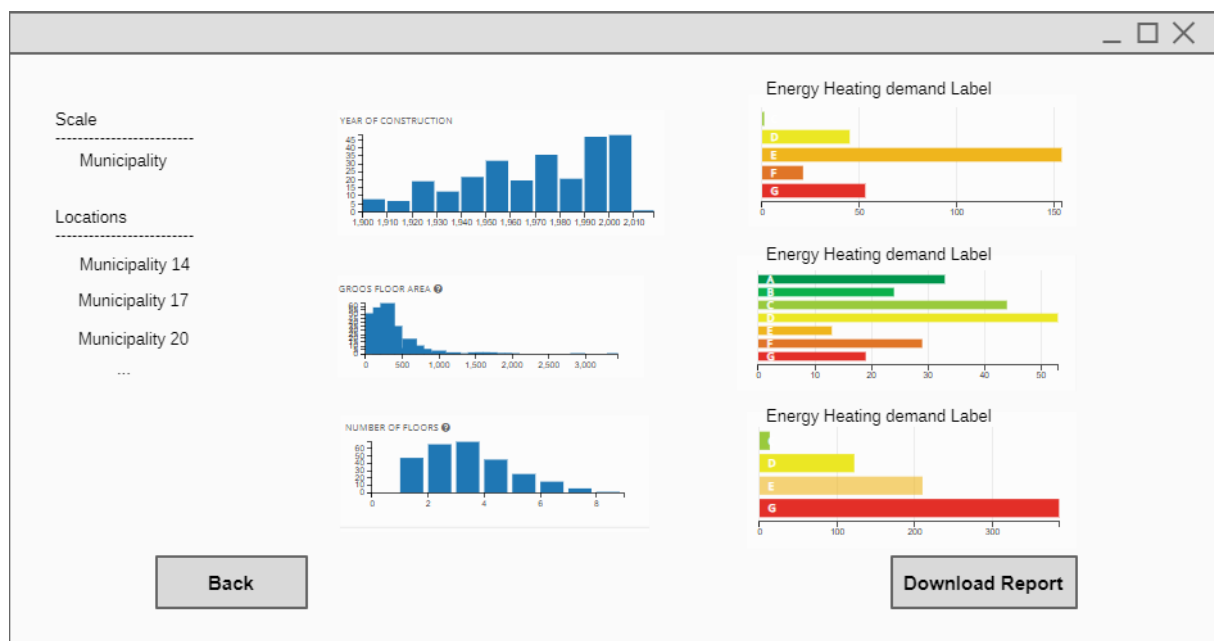 Scale
-------------------------
Municipality
Locations
-------------------------
Municipality 14
Municipality 17
Municipality 20
...
YEAR OF CONSTRUCTION
45
40
35
30
25
20
15
10
5
0
1,900 1,910 1,920 1,930 1,940 1,950 1,960 1,970 1,980 1,990 2,000 2,010
GROOS FLOOR AREA
60
0
0 500 1,000 1,500 2,000 2,500 3,000
NUMBER OF FLOORS
60
50
40
30
20
10
0
0 2 4 6 8
Energy Heating demand Label
D
E
F
G
0 50 100 150
Energy Heating demand Label
A
B
C
D
E
F
G
0 10 20 30 40 50
Energy Heating demand Label
D
E
G
0 100 200 300
Back
Download Report